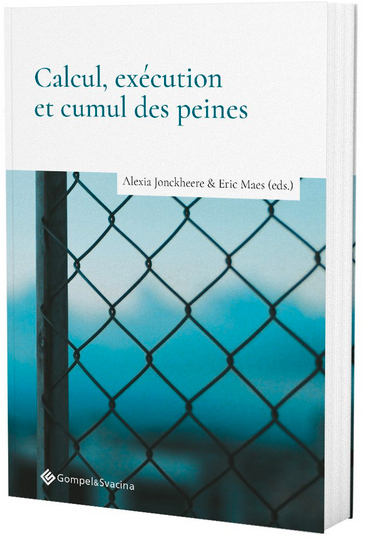 Calcul, exécution
et cumul des peines
Alexia Jonckheere & Eric Maes (eds.)
Gompel&Svacina